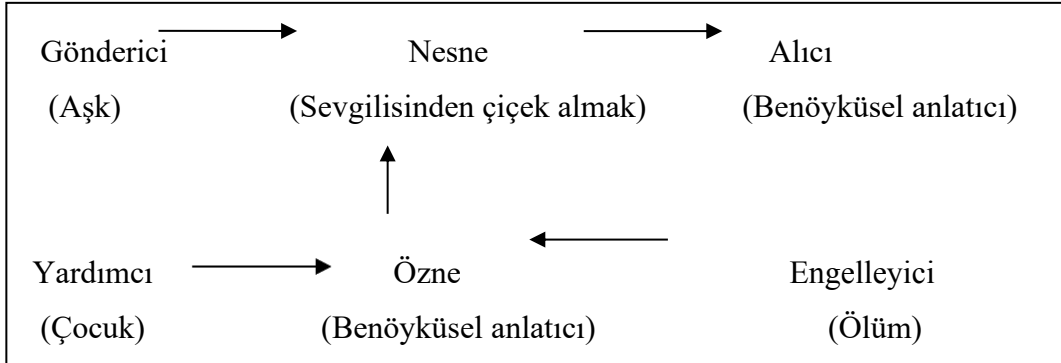 Gönderici Nesne Alıcı
(Aşk) (Sevgilisinden çiçek almak) (Benöyküsel anlatıcı)
Yardımcı Özne Engelleyici
(Çocuk) (Benöyküsel anlatıcı) (Ölüm)